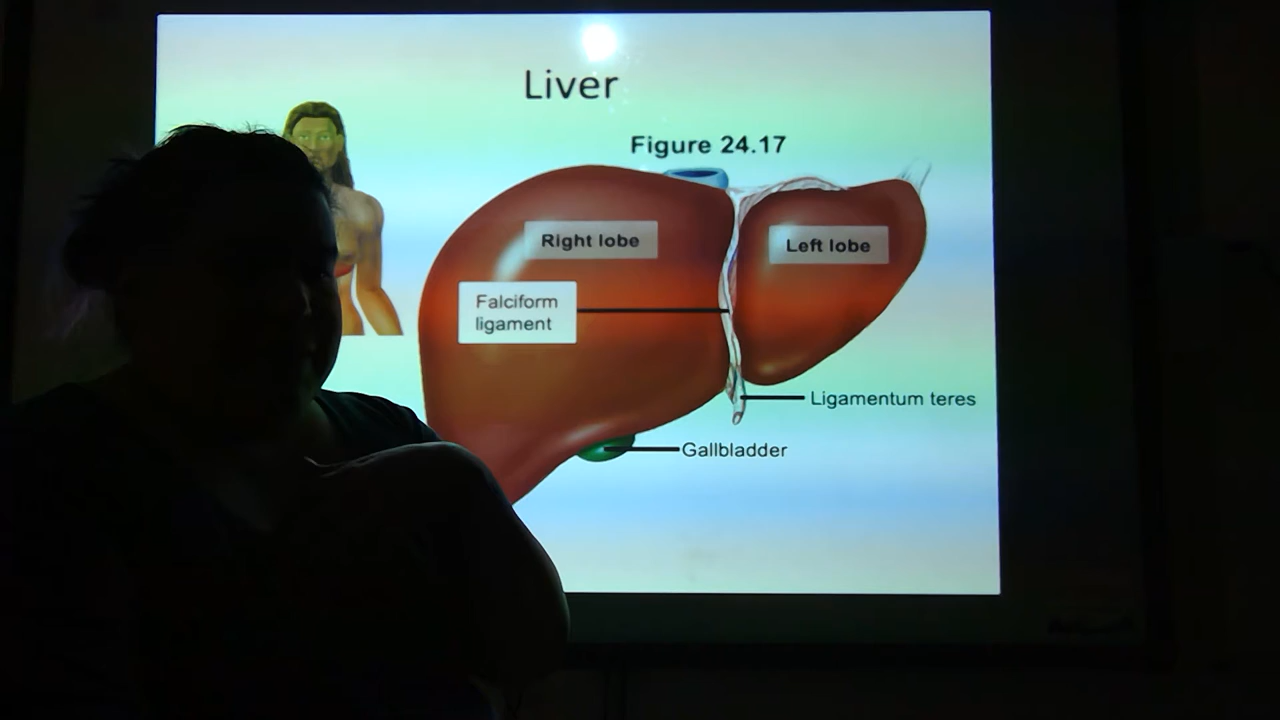 Liver
Figure 24.17
Right lobe
Left lobe
Falciform
ligament
Ligamentum teres
Gallbladder